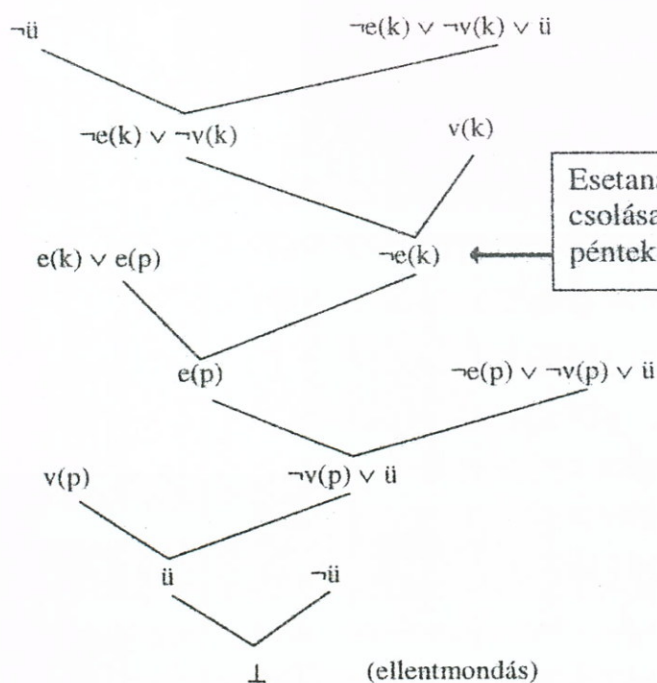 ¬ü ¬e(k) ∨ ¬v(k) ∨ ü
¬e(k) ∨ ¬v(k) v(k)
e(k) ∨ e(p) ¬e(k)
Esetana
csolása
péntek
e(p) ¬e(p) ∨ ¬v(p) ∨ ü
v(p) ¬v(p) ∨ ü
ü ¬ü
⊥ (ellentmondás)